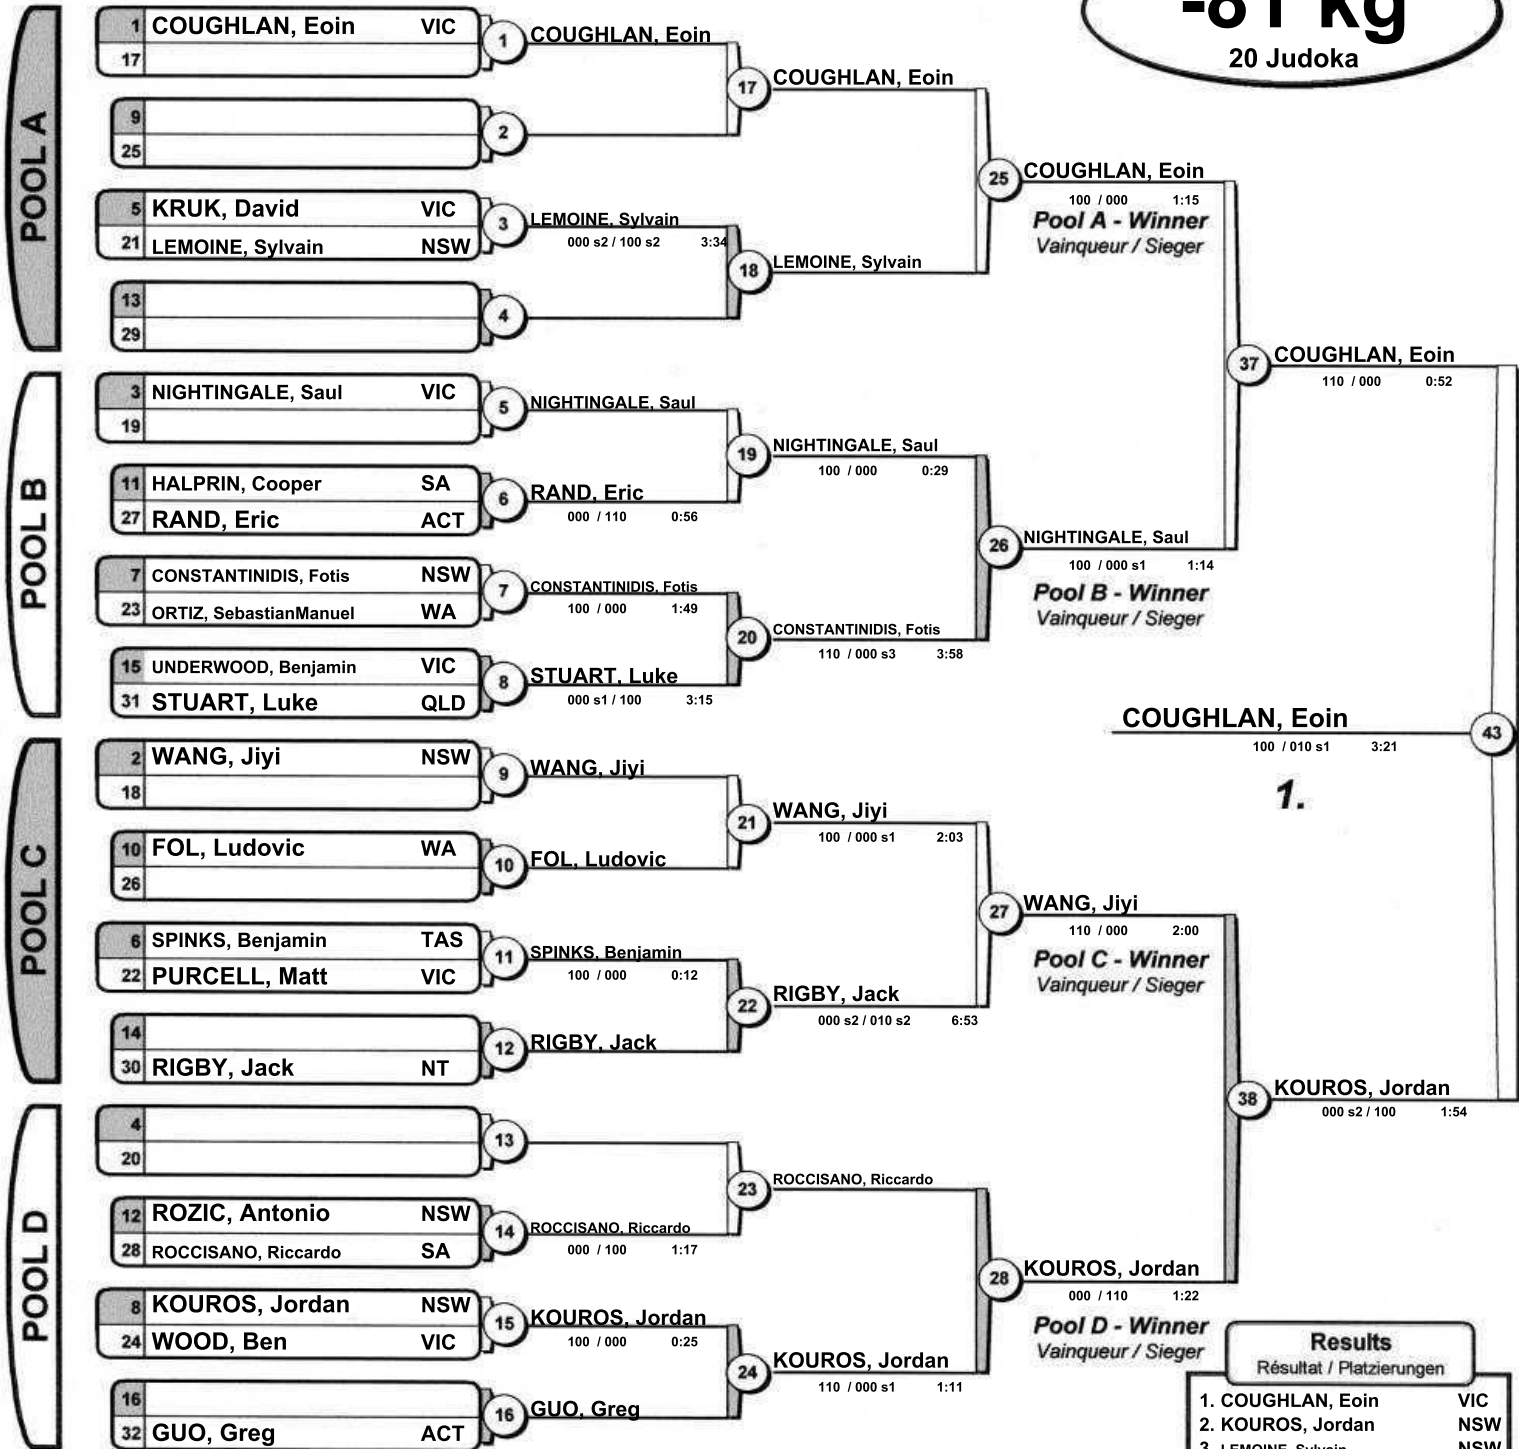 -81 kg
20 Judoka
POOL A
1 COUGHLAN, Eoin VIC
17
1 COUGHLAN, Eoin
9
25
2
17 COUGHLAN, Eoin
5 KRUK, David VIC
21 LEMOINE, Sylvain NSW
3 LEMOINE, Sylvain
000 s2 / 100 s2 3:34
13
29
4
18 LEMOINE, Sylvain
25 COUGHLAN, Eoin
100 / 000 1:15
Pool A - Winner
Vainqueur / Sieger
POOL B
3 NIGHTINGALE, Saul VIC
19
5 NIGHTINGALE, Saul
11 HALPRIN, Cooper SA
27 RAND, Eric ACT
6 RAND, Eric
000 / 110 0:56
19 NIGHTINGALE, Saul
100 / 000 0:29
7 CONSTANTINIDIS, Fotis NSW
23 ORTIZ, SebastianManuel WA
7 CONSTANTINIDIS, Fotis
100 / 000 1:49
15 UNDERWOOD, Benjamin VIC
31 STUART, Luke QLD
8 STUART, Luke
000 s1 / 100 3:15
20 CONSTANTINIDIS, Fotis
110 / 000 s3 3:58
26 NIGHTINGALE, Saul
100 / 000 s1 1:14
Pool B - Winner
Vainqueur / Sieger
37 COUGHLAN, Eoin
110 / 000 0:52
COUGHLAN, Eoin 43
100 / 010 s1 3:21
1.
POOL C
2 WANG, Jiyi NSW
18
9 WANG, Jiyi
10 FOL, Ludovic WA
26
10 FOL, Ludovic
21 WANG, Jiyi
100 / 000 s1 2:03
6 SPINKS, Benjamin TAS
22 PURCELL, Matt VIC
11 SPINKS, Benjamin
100 / 000 0:12
14
30 RIGBY, Jack NT
12 RIGBY, Jack
22 RIGBY, Jack
000 s2 / 010 s2 6:53
27 WANG, Jiyi
110 / 000 2:00
Pool C - Winner
Vainqueur / Sieger
POOL D
4
20
13
12 ROZIC, Antonio NSW
28 ROCCISANO, Riccardo SA
14 ROCCISANO, Riccardo
000 / 100 1:17
23 ROCCISANO, Riccardo
8 KOUROS, Jordan NSW
24 WOOD, Ben VIC
15 KOUROS, Jordan
100 / 000 0:25
16
32 GUO, Greg ACT
16 GUO, Greg
24 KOUROS, Jordan
110 / 000 s1 1:11
28 KOUROS, Jordan
000 / 110 1:22
Pool D - Winner
Vainqueur / Sieger
38 KOUROS, Jordan
000 s2 / 100 1:54
Results
Résultat / Platzierungen
1. COUGHLAN, Eoin VIC
2. KOUROS, Jordan NSW
3. LEMOINE, Sylvain NSW